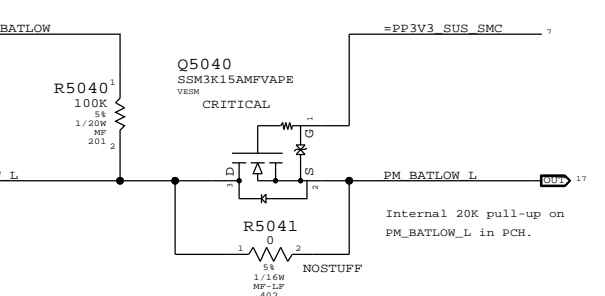 BATLOW
=PP3V3_SUS_SMC
7
Q5040
SSM3K15AMFVAPE
VESM
CRITICAL
R5040
1
100K
5%
1/20W
MF
201
2
1
G
D
S
3
2
L
PM_BATLOW_L
OUT
17
Internal 20K pull-up on
PM_BATLOW_L in PCH.
R5041
0
1
2
5%
1/16W
MF-LF
402
NOSTUFF